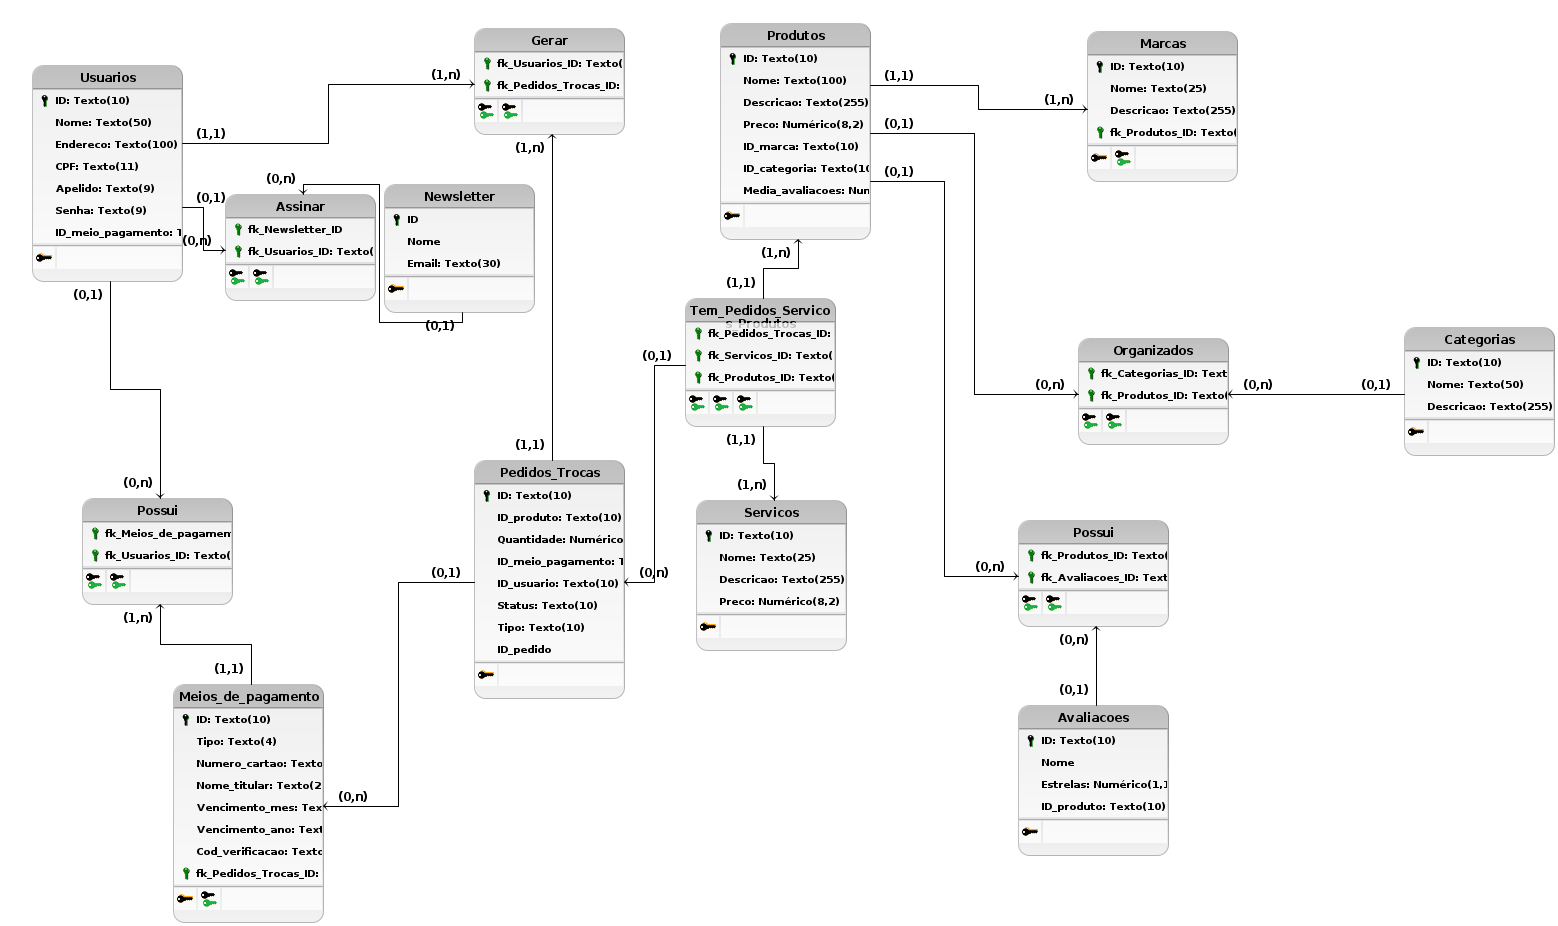 Usuarios
ID: Texto(10)
Nome: Texto(50)
Endereco: Texto(100)
CPF: Texto(11)
Apelido: Texto(9)
Senha: Texto(9)
ID_meio_pagamento: T
(1,1)
(0,1)
(0,n)
(0,1)
(1,n)
Gerar
fk_Usuarios_ID: Texto(
fk_Pedidos_Trocas_ID:
(1,n)
(0,n)
Assinar
fk_Newsletter_ID
fk_Usuarios_ID: Texto(
Newsletter
ID
Nome
Email: Texto(30)
(0,1)
Produtos
ID: Texto(10)
Nome: Texto(100)
Descricao: Texto(255)
Preco: Numérico(8,2)
ID_marca: Texto(10)
ID_categoria: Texto(10
Media_avaliacoes: Num
(1,1)
(0,1)
(0,1)
(1,n)
Marcas
ID: Texto(10)
Nome: Texto(25)
Descricao: Texto(255)
fk_Produtos_ID: Texto(
(1,n)
(1,1)
Tem_Pedidos_Servico
s_Produtos
fk_Pedidos_Trocas_ID:
fk_Servicos_ID: Texto(
fk_Produtos_ID: Texto(
(0,1)
(1,1)
(1,n)
(0,n)
Organizados
fk_Categorias_ID: Text
fk_Produtos_ID: Texto(
(0,n)
(0,n)
(0,1)
Categorias
ID: Texto(10)
Nome: Texto(50)
Descricao: Texto(255)
(0,n)
Possui
fk_Meios_de_pagamen
fk_Usuarios_ID: Texto(
(1,n)
(1,1)
(1,1)
Pedidos_Trocas
ID: Texto(10)
ID_produto: Texto(10)
Quantidade: Numérico
ID_meio_pagamento: T
ID_usuario: Texto(10)
Status: Texto(10)
Tipo: Texto(10)
ID_pedido
(0,1)
(0,n)
Servicos
ID: Texto(10)
Nome: Texto(25)
Descricao: Texto(255)
Preco: Numérico(8,2)
(0,n)
Possui
fk_Produtos_ID: Texto(
fk_Avaliacoes_ID: Text
(0,n)
(0,1)
Meios_de_pagamento
ID: Texto(10)
Tipo: Texto(4)
Numero_cartao: Texto
Nome_titular: Texto(2
Vencimento_mes: Tex
Vencimento_ano: Text
Cod_verificacao: Texto
fk_Pedidos_Trocas_ID:
Avaliacoes
ID: Texto(10)
Nome
Estrelas: Numérico(1,1
ID_produto: Texto(10)